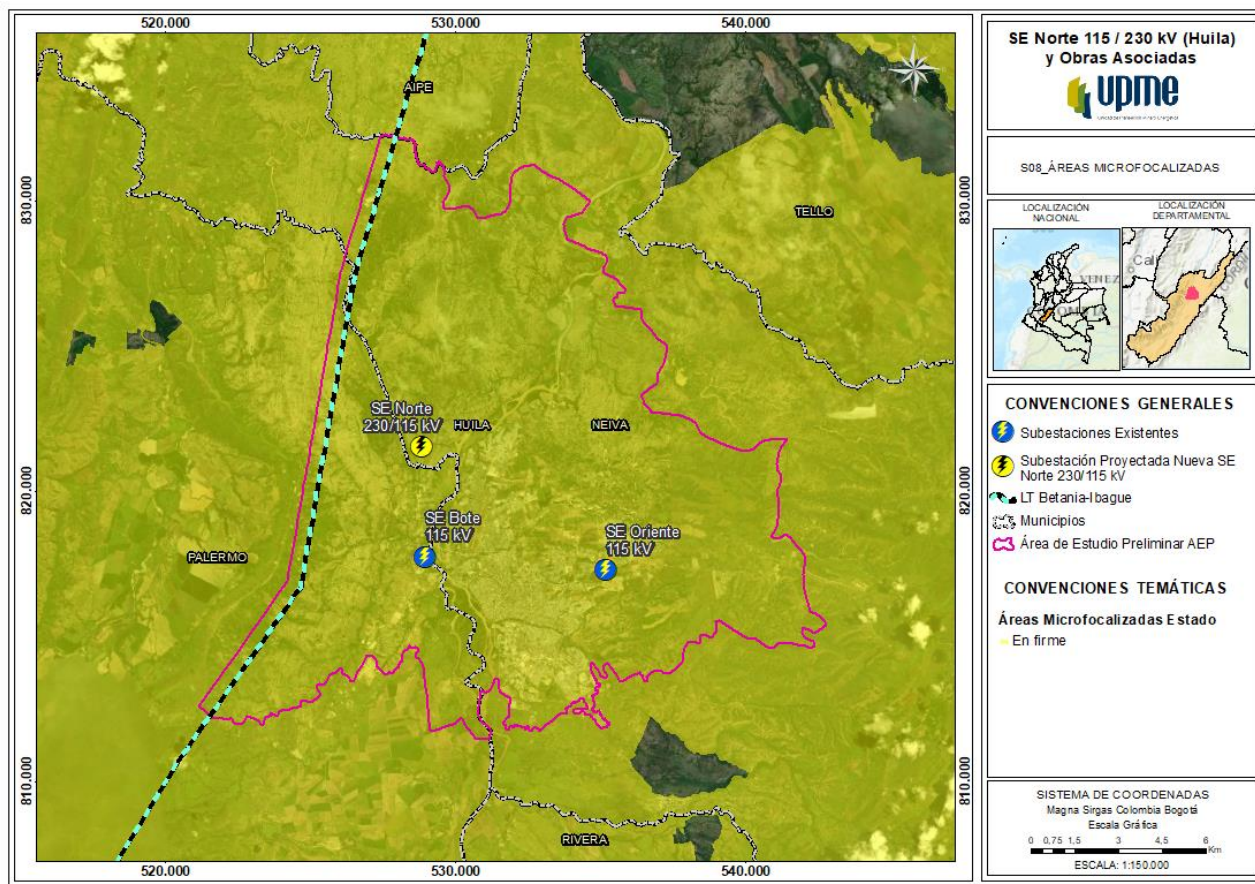 520.000
530.000
540.000
830.000
820.000
810.000
AIPE
TELLO
SE Norte
230/115 kV
HUILA
NEIVA
SE Bote
115 kV
SE Oriente
115 kV
PALERMO
RIVERA
830.000
820.000
810.000
520.000
530.000
540.000
SE Norte 115 / 230 kV (Huila)
y Obras Asociadas
upme
S08_ÁREAS MICROFOCALIZADAS
LOCALIZACIÓN
NACIONAL
LOCALIZACIÓN
DEPARTAMENTAL
VENEZ
Cali
CONVENCIONES GENERALES
Subestaciones Existentes
Subestación Proyectada Nueva SE
Norte 230/115 kV
LT Betania-Ibague
Municipios
Área de Estudio Preliminar AEP
CONVENCIONES TEMÁTICAS
Áreas Microfocalizadas Estado
En firme
SISTEMA DE COORDENADAS
Magna Sirgas Colombia Bogotá
Escala Gráfica
0 0,75 1,5 3 4,5 6
Km
ESCALA: 1:150.000